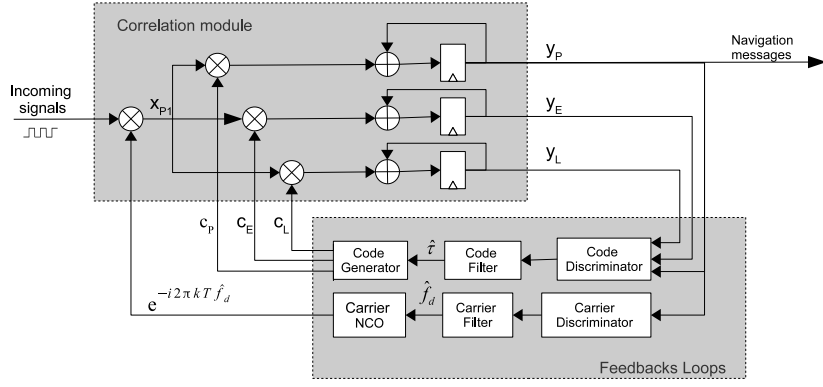 Correlation module
y_P
Navigation
messages
Incoming
signals
x_P1
y_E
y_L
c_P
c_E
c_L
Code
Generator
τ̂
Code
Filter
Code
Discriminator
e^{-i2πkT f̂_d}
Carrier
NCO
f̂_d
Carrier
Filter
Carrier
Discriminator
Feedbacks Loops